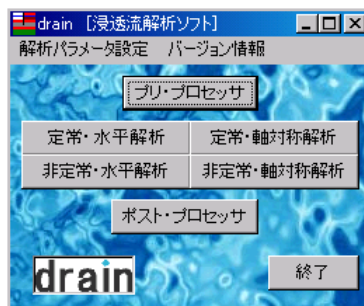 drain [浸透流解析ソフト]
解析パラメータ設定 バージョン情報
プリ・プロセッサ
定常・水平解析 定常・軸対称解析
非定常・水平解析 非定常・軸対称解析
ポスト・プロセッサ
drain 終了